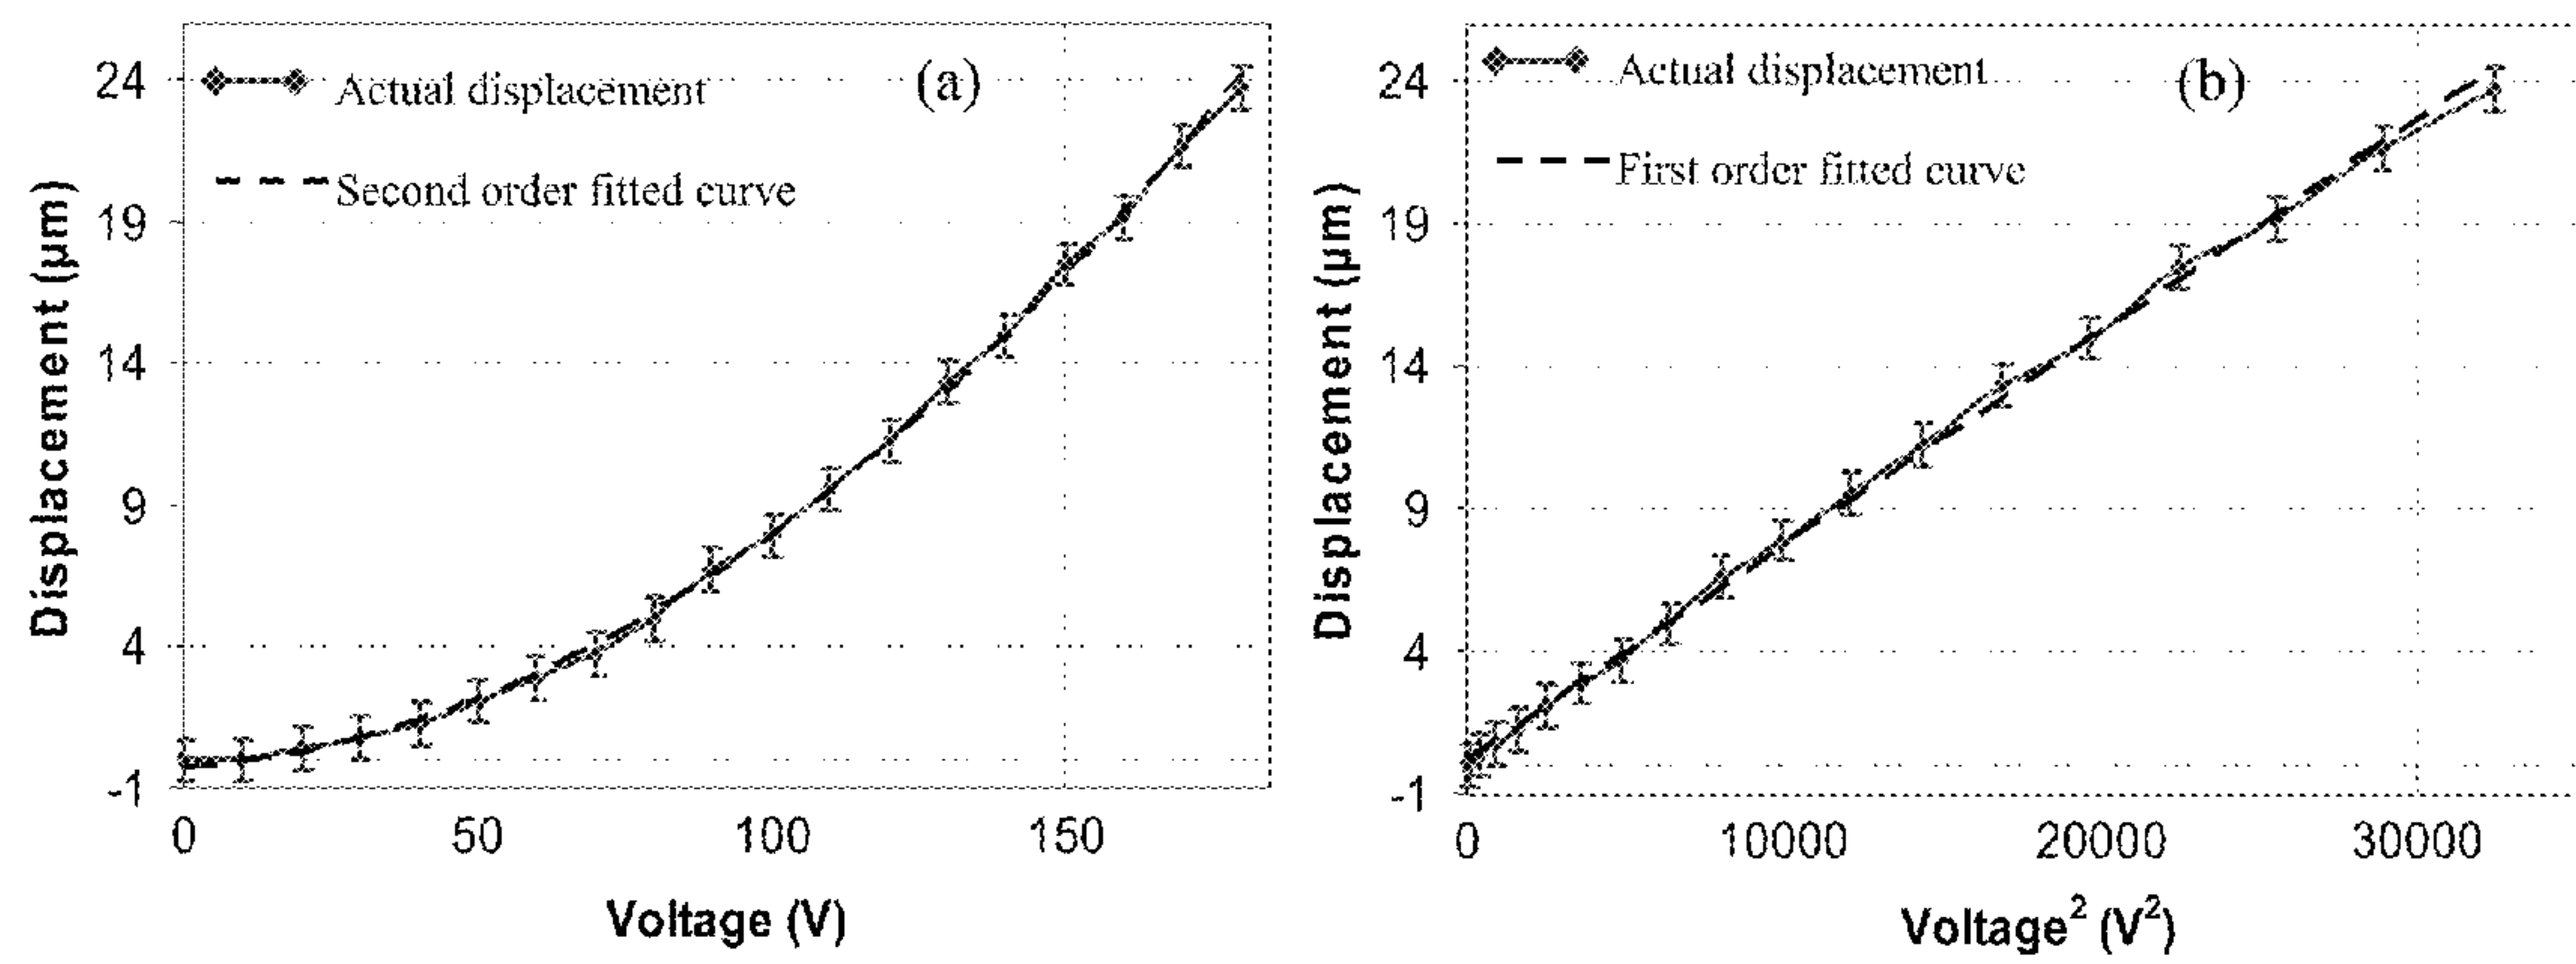 24
19
14
9
4
-1
Displacement (µm)
Actual displacement
(a)
Second order fitted curve
0 50 100 150
Voltage (V)
24
19
14
9
4
-1
Displacement (µm)
Actual displacement
(b)
First order fitted curve
0 10000 20000 30000
Voltage² (V²)